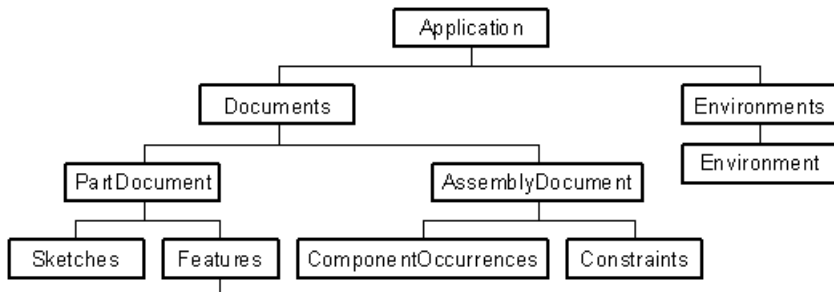 Application
Documents
Environments
Environment
PartDocument
AssemblyDocument
Sketches
Features
ComponentOccurrences
Constraints